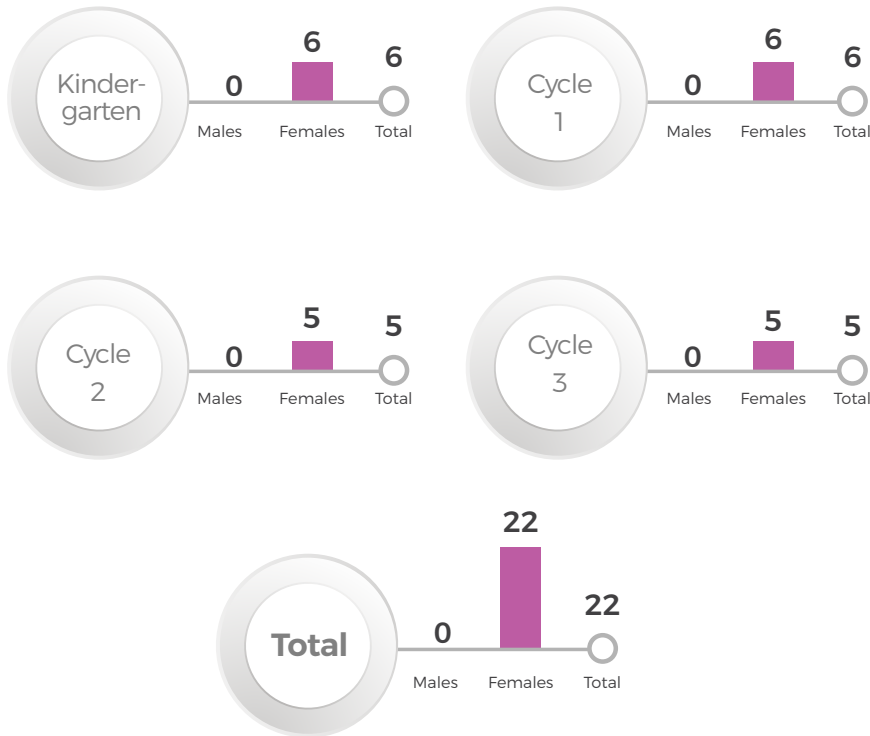 Kinder-
garten
0
6
6
Males
Females
Total
Cycle
1
0
6
6
Males
Females
Total
Cycle
2
0
5
5
Males
Females
Total
Cycle
3
0
5
5
Males
Females
Total
Total
0
22
22
Males
Females
Total